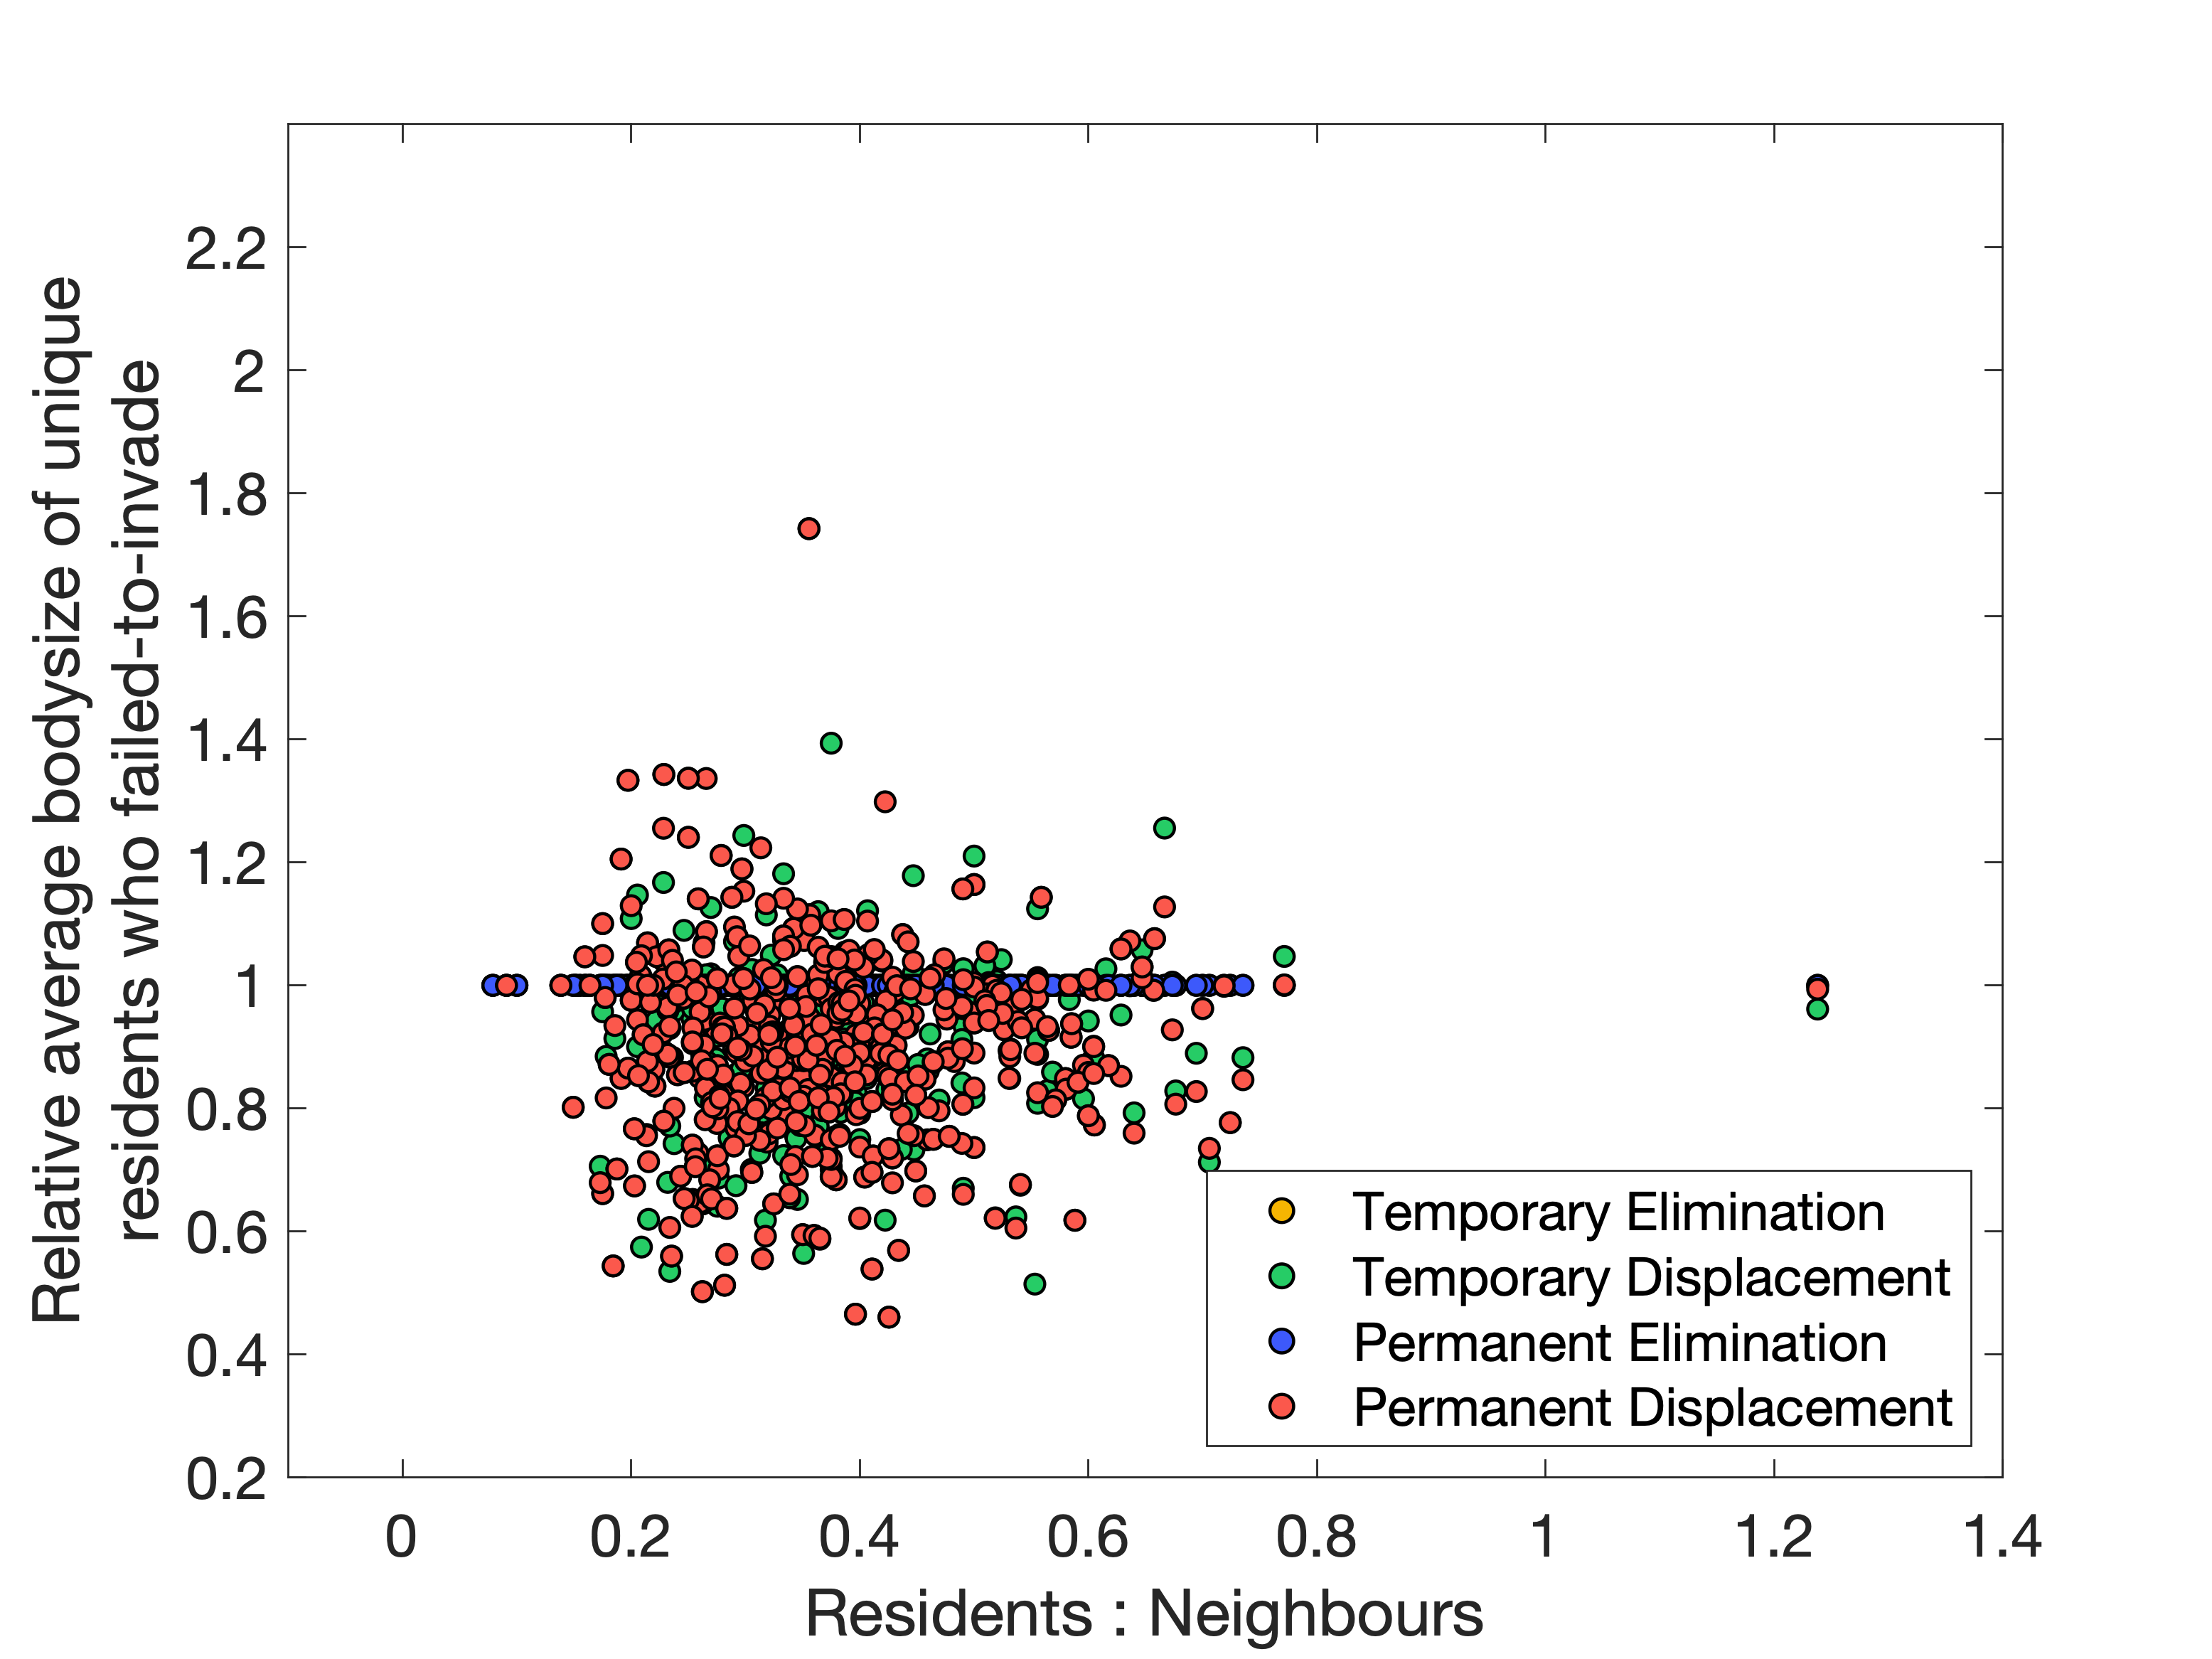 Relative average bodysize of unique
residents who failed-to-invade
2.2
2
1.8
1.6
1.4
1.2
1
0.8
0.6
0.4
0.2
0 0.2 0.4 0.6 0.8 1 1.2 1.4
Residents : Neighbours
Temporary Elimination
Temporary Displacement
Permanent Elimination
Permanent Displacement